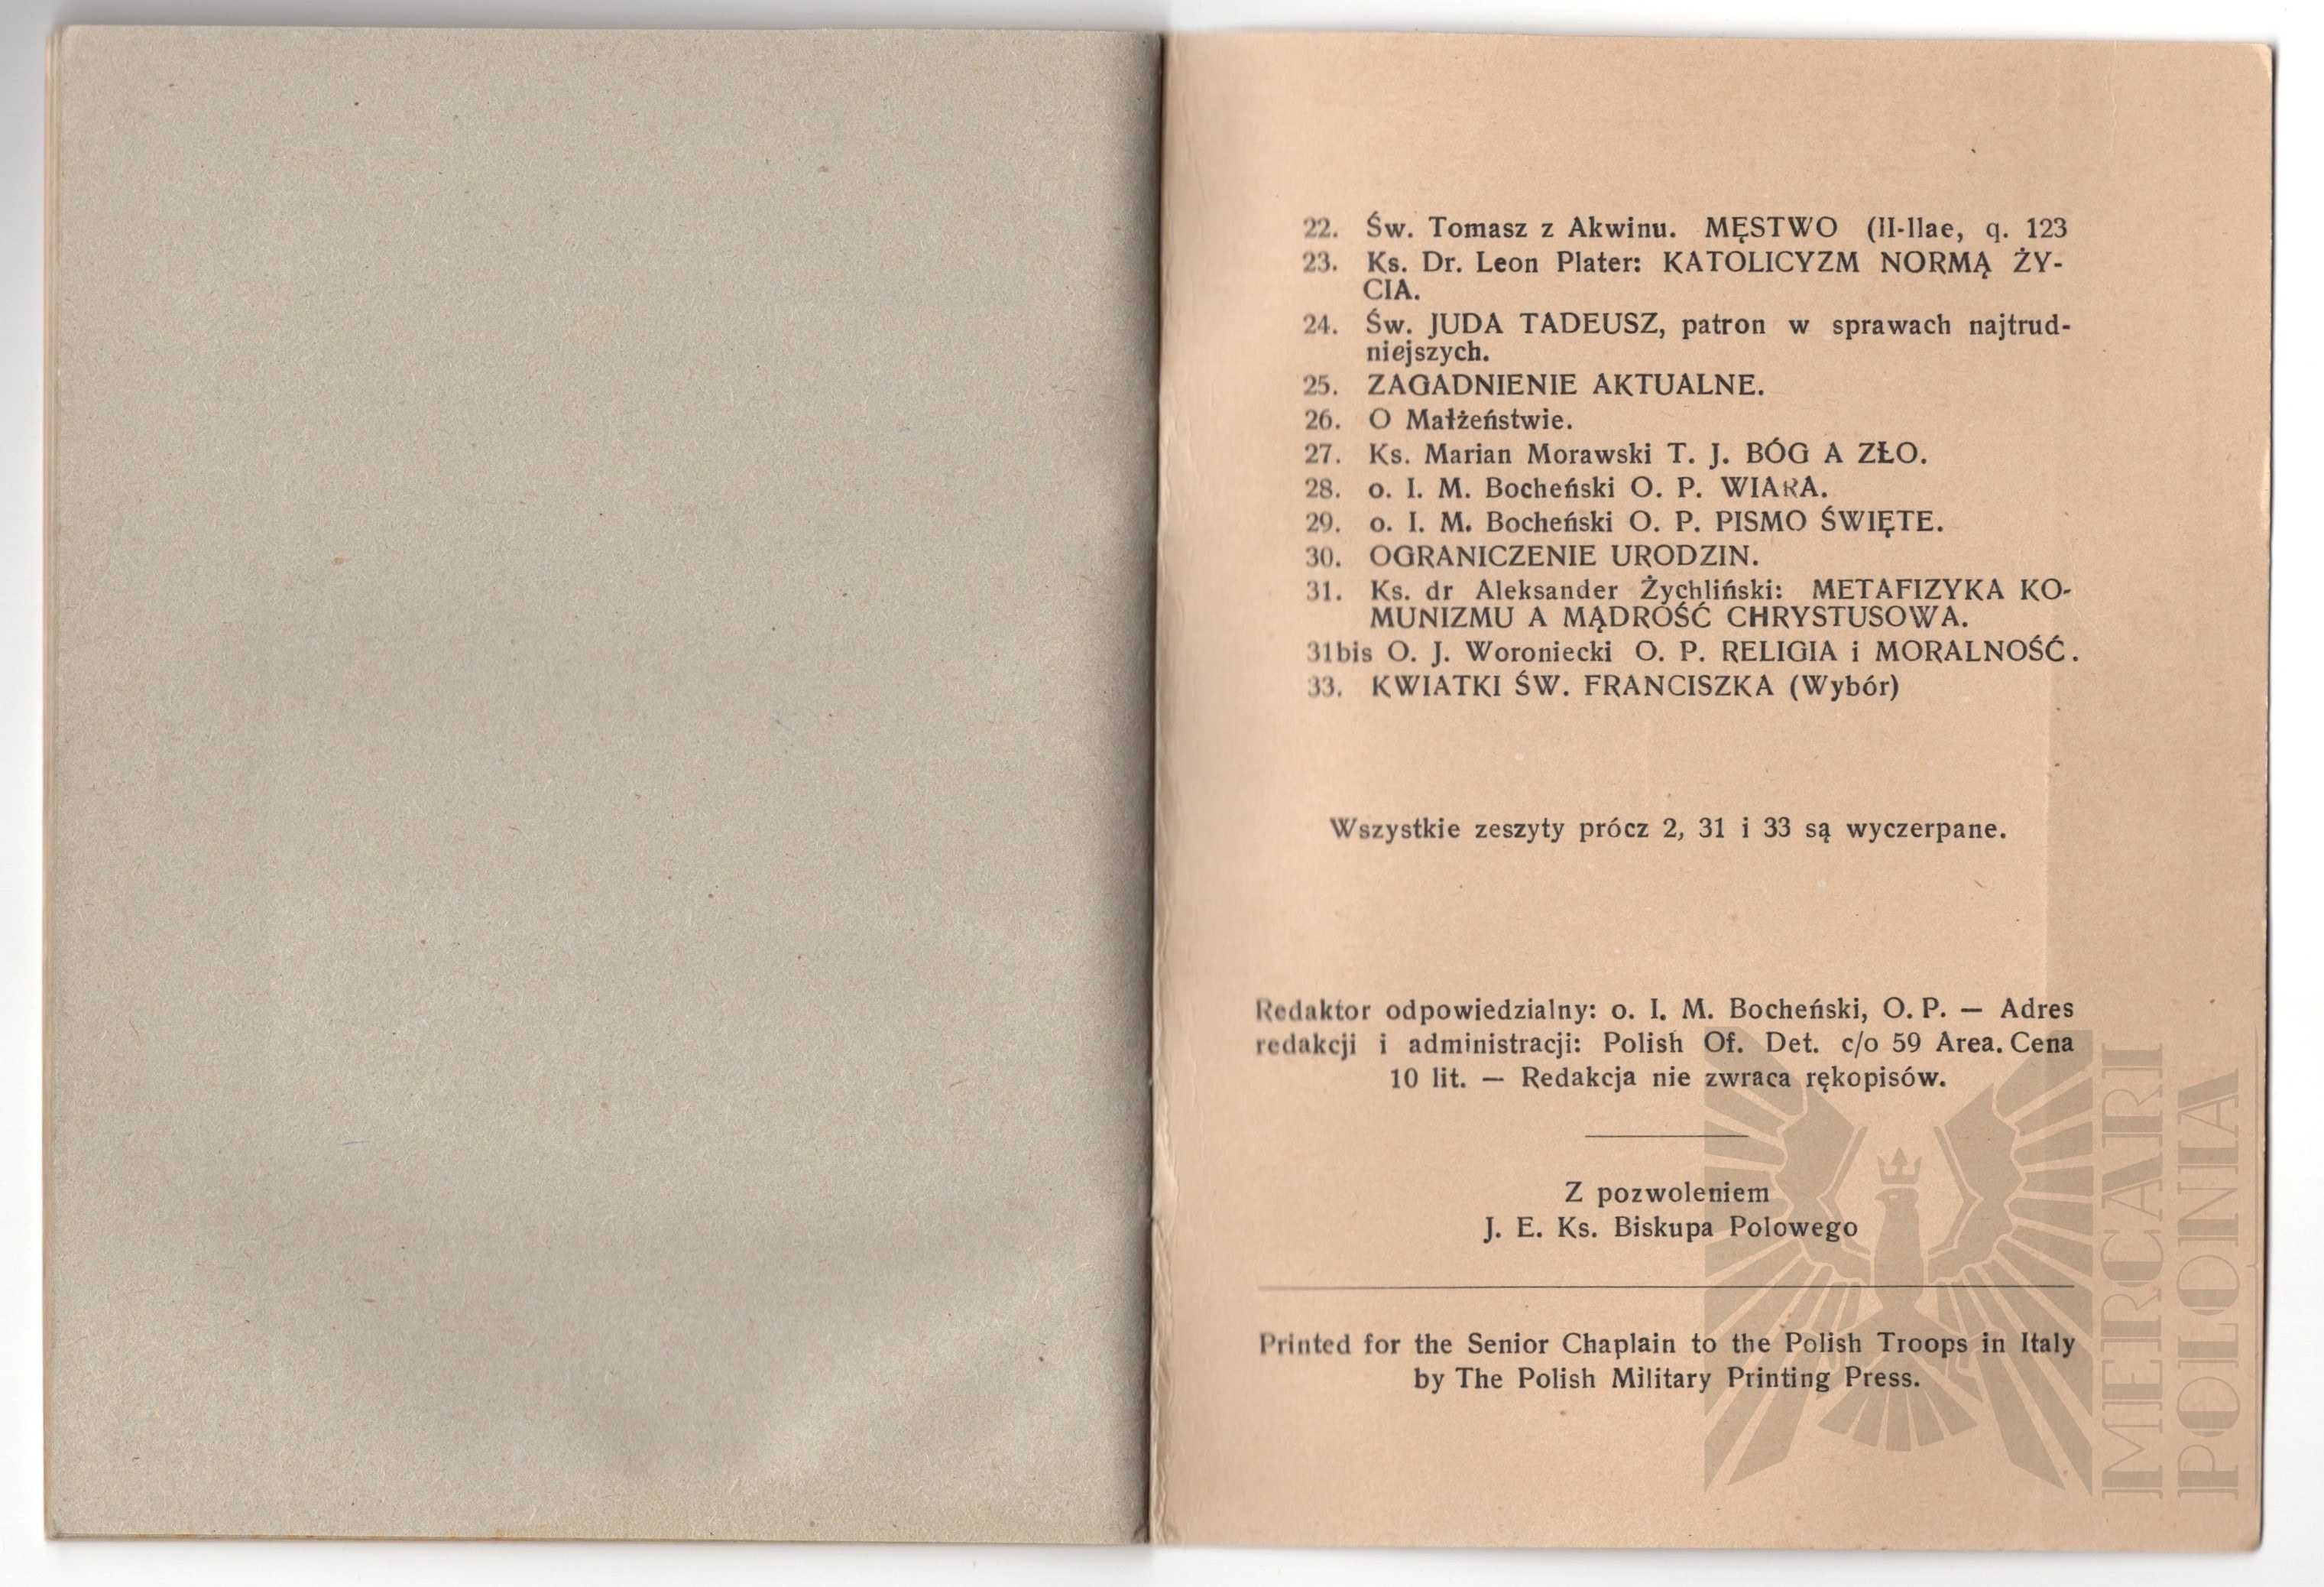 22. Św. Tomasz z Akwinu. MĘSTWO (II-IIae, q. 123
23. Ks. Dr. Leon Plater: KATOLICYZM NORMĄ ŻY-
CIA.
24. Św. JUDA TADEUSZ, patron w sprawach najtrud-
niejszych.
25. ZAGADNIENIE AKTUALNE.
26. O Małżeństwie.
27. Ks. Marian Morawski T. J. BÓG A ZŁO.
28. o. I. M. Bocheński O. P. WIARA.
29. o. I. M. Bocheński O. P. PISMO ŚWIĘTE.
30. OGRANICZENIE URODZIN.
31. Ks. dr Aleksander Żychliński: METAFIZYKA KO-
MUNIZMU A MĄDROŚĆ CHRYSTUSOWA.
31bis O. J. Woroniecki O. P. RELIGIA i MORALNOŚĆ.
33. KWIATKI ŚW. FRANCISZKA (Wybór)
Wszystkie zeszyty prócz 2, 31 i 33 są wyczerpane.
Redaktor odpowiedzialny: o. I. M. Bocheński, O. P. — Adres
redakcji i administracji: Polish Of. Det. c/o 59 Area. Cena
10 lit. — Redakcja nie zwraca rękopisów.
Z pozwoleniem
J. E. Ks. Biskupa Polowego
Printed for the Senior Chaplain to the Polish Troops in Italy
by The Polish Military Printing Press.
MERCARI
POLONIA